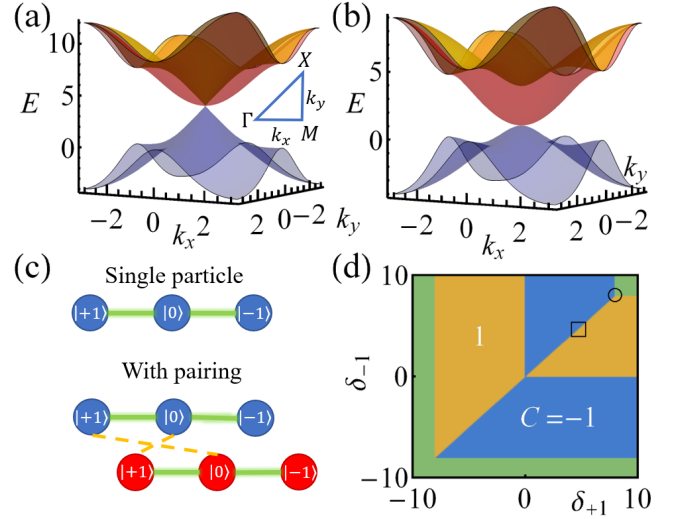 (a)
10
5
0
E
−2
0
2
k_x
2
0
−2
k_y
X
Γ
k_y
k_x
M
(b)
5
0
E
−2
0
2
k_x
2
0
−2
k_y
(c)
Single particle
|+1⟩ |0⟩ |−1⟩
With pairing
|+1⟩ |0⟩ |−1⟩
|+1⟩ |0⟩ |−1⟩
(d)
10
0
−10
δ_{−1}
1
C = −1
−10 0 10
δ_{+1}